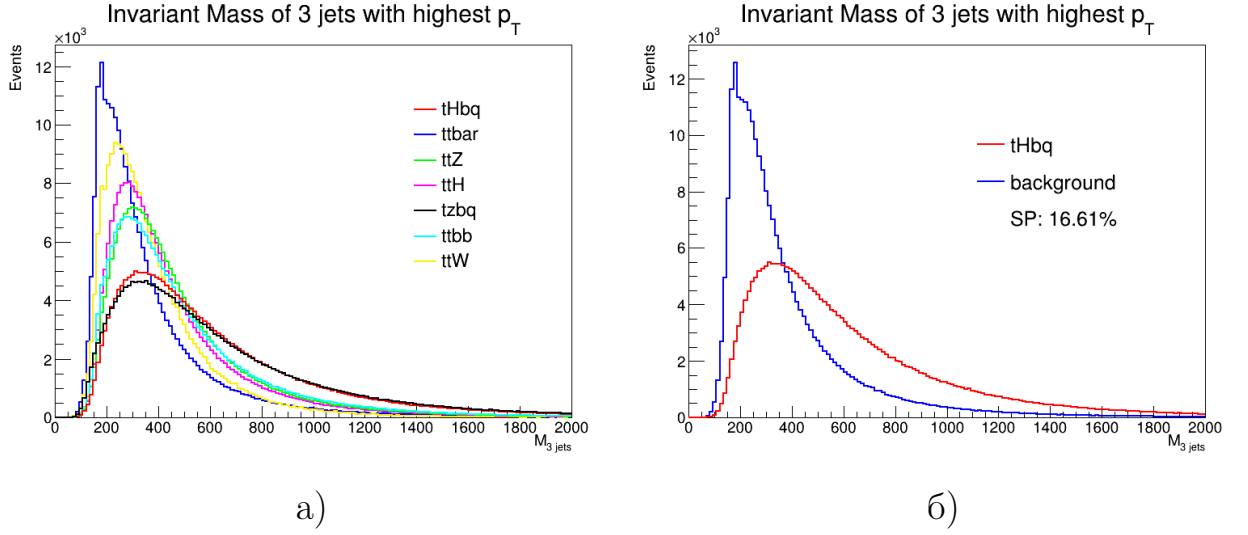 Invariant Mass of 3 jets with highest p_T
×10³
Events
12
10
8
6
4
2
0
0 200 400 600 800 1000 1200 1400 1600 1800 2000
M_3 jets
tHbq
ttbar
ttZ
ttH
tzbq
ttbb
ttW
а)
Invariant Mass of 3 jets with highest p_T
×10³
Events
12
10
8
6
4
2
0
0 200 400 600 800 1000 1200 1400 1600 1800 2000
M_3 jets
tHbq
background
SP: 16.61%
б)